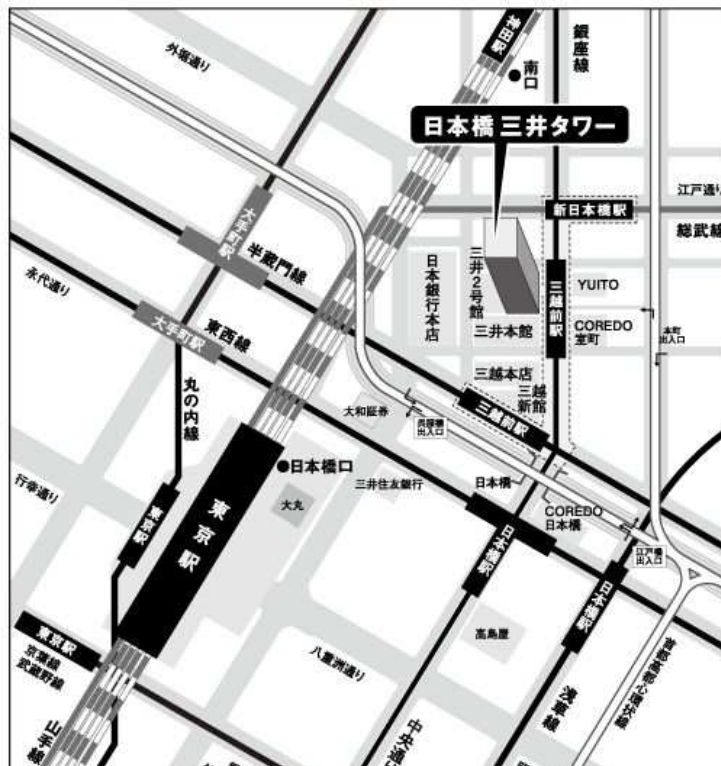 神田駅
銀座線
外堀通り
南口
日本橋 三井タワー
江戸通り
新日本橋駅
総武線
大手町駅
半蔵門線
永代通り
大手町駅
東西線
日本銀行本店
三井2号館
三越前駅
YUITO
COREDO
室町
本町
出入口
三井本館
三越本店
三越
新館
三越前駅
丸の内線
大和証券
呉服橋
出入口
日本橋口
行幸通り
東京駅
東京駅
大丸
三井住友銀行
日本橋
COREDO
日本橋
日本橋駅
江戸橋
出入口
日本橋駅
日本橋駅
高島屋
東京駅
京葉線
武蔵野線
八重洲通り
首都高都心環状線
浅草線
山手線
中央通り